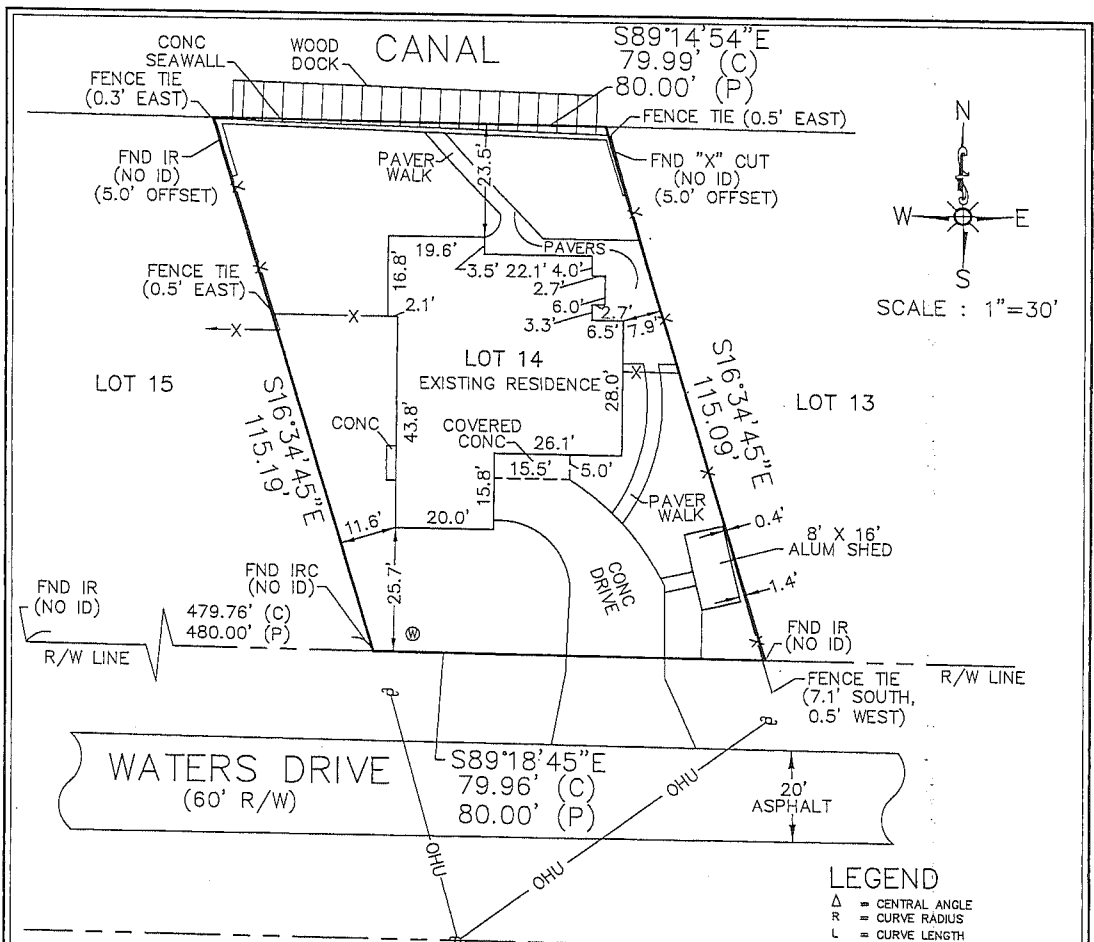 CANAL
S89°14'54"E
79.99' (C)
80.00' (P)
CONC
SEAWALL
WOOD
DOCK
FENCE TIE
(0.3' EAST)
FENCE TIE (0.5' EAST)
FND IR
(NO ID)
(5.0' OFFSET)
PAVER
WALK
23.5'
FND "X" CUT
(NO ID)
(5.0' OFFSET)
N
W
E
S
SCALE : 1"=30'
19.6'
PAVERS
16.8'
3.5'
22.1'
4.0'
2.7'
6.0'
2.7'
3.3'
6.5'
7.9'
FENCE TIE
(0.5' EAST)
2.1'
X
X
X
LOT 15
LOT 14
EXISTING RESIDENCE
LOT 13
S16°34'45"E
115.19'
S16°34'45"E
115.09'
CONC
43.8'
28.0'
COVERED
CONC
26.1'
15.5'
5.0'
15.8'
PAVER
WALK
11.6'
20.0'
0.4'
8' X 16'
ALUM SHED
1.4'
CONC
DRIVE
25.7'
W
FND IR
(NO ID)
FND IRC
(NO ID)
479.76' (C)
480.00' (P)
R/W LINE
FND IR
(NO ID)
R/W LINE
FENCE TIE
(7.1' SOUTH,
0.5' WEST)
WATERS DRIVE
(60' R/W)
S89°18'45"E
79.96' (C)
80.00' (P)
20'
ASPHALT
OHU
OHU
OHU
LEGEND
Δ = CENTRAL ANGLE
R = CURVE RADIUS
L = CURVE LENGTH